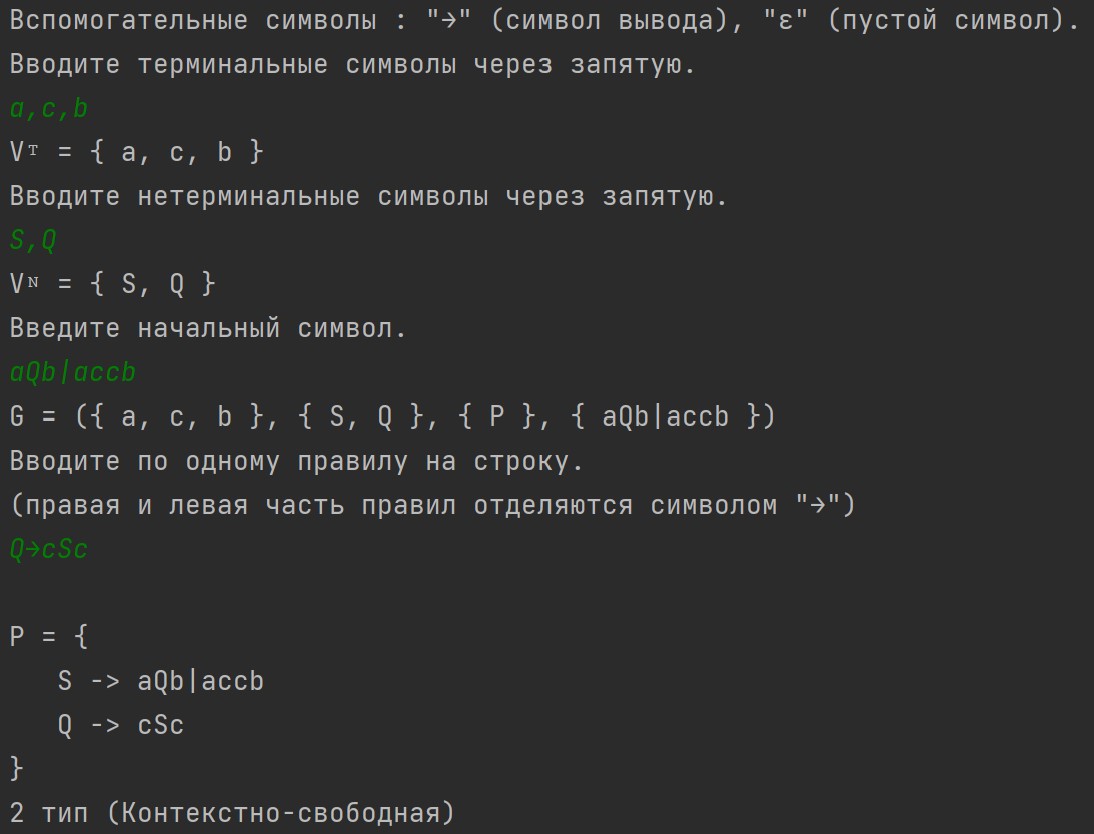 Вспомогательные символы : "→" (символ вывода), "ε" (пустой символ).
Вводите терминальные символы через запятую.
a,c,b
Vᵀ = { a, c, b }
Вводите нетерминальные символы через запятую.
S,Q
Vᴺ = { S, Q }
Введите начальный символ.
aQb|accb
G = ({ a, c, b }, { S, Q }, { P }, { aQb|accb })
Вводите по одному правилу на строку.
(правая и левая часть правил отделяются символом "→")
Q→cSc
P = {
S -> aQb|accb
Q -> cSc
}
2 тип (Контекстно-свободная)